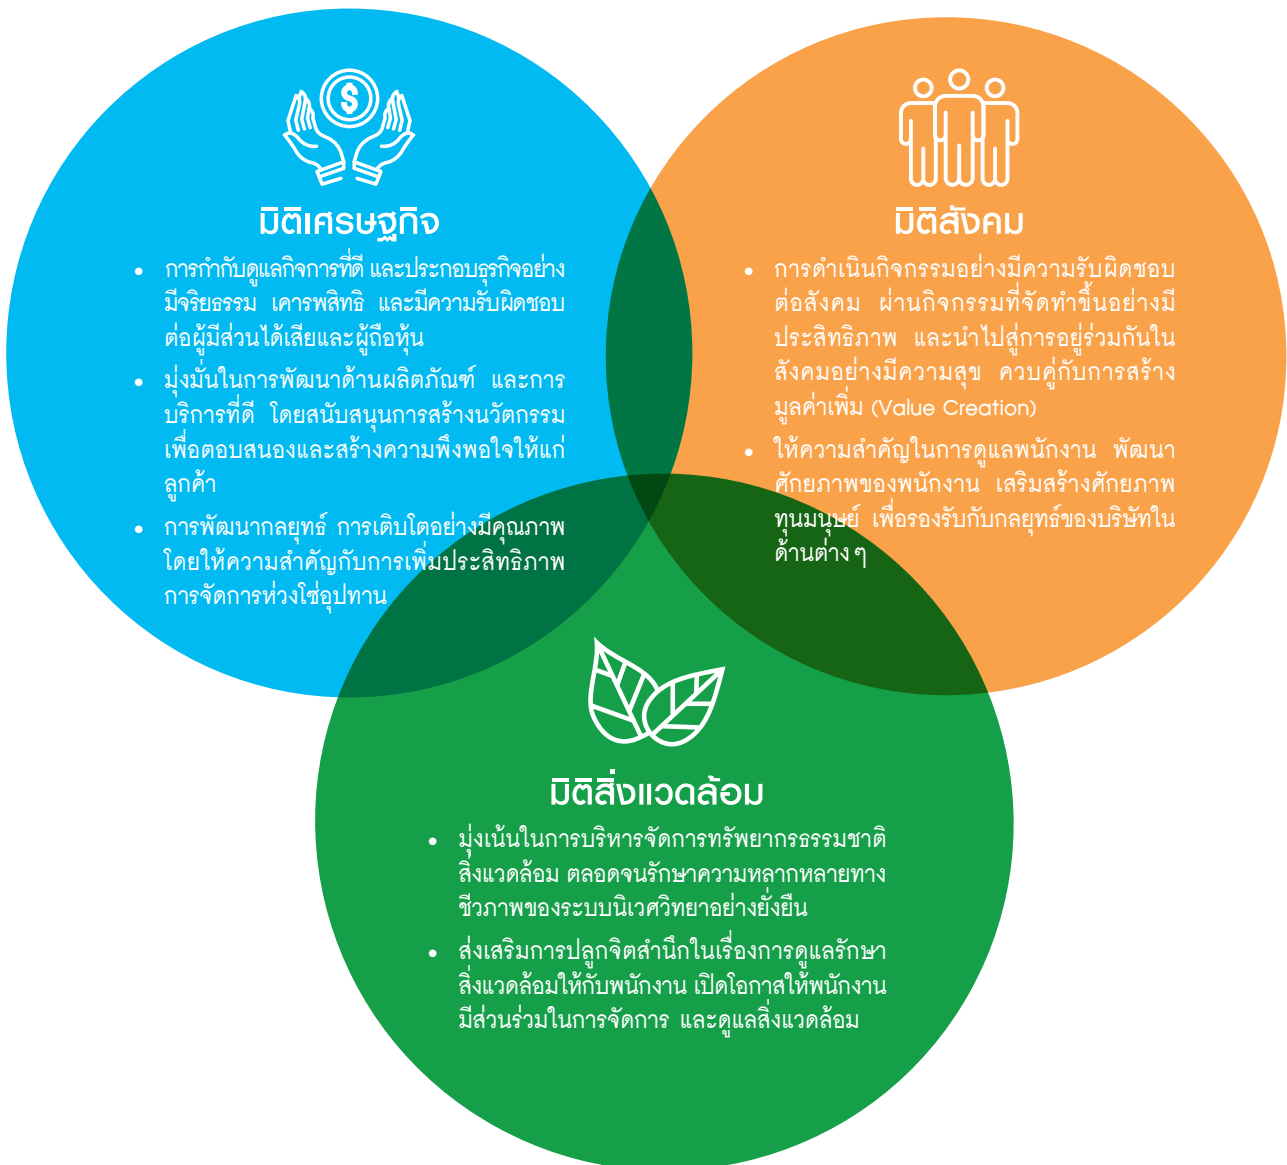 มิติเศรษฐกิจ
• การกำกับดูแลกิจการที่ดี และประกอบธุรกิจอย่าง
มีจริยธรรม เคารพสิทธิ และมีความรับผิดชอบ
ต่อผู้มีส่วนได้เสียและผู้ถือหุ้น
• มุ่งมั่นในการพัฒนาด้านผลิตภัณฑ์ และการ
บริการที่ดี โดยสนับสนุนการสร้างนวัตกรรม
เพื่อตอบสนองและสร้างความพึงพอใจให้แก่
ลูกค้า
• การพัฒนากลยุทธ์ การเติบโตอย่างมีคุณภาพ
โดยให้ความสำคัญกับการเพิ่มประสิทธิภาพ
การจัดการห่วงโซ่อุปทาน
มิติสังคม
• การดำเนินกิจกรรมอย่างมีความรับผิดชอบ
ต่อสังคม ผ่านกิจกรรมที่จัดทำขึ้นอย่างมี
ประสิทธิภาพ และนำไปสู่การอยู่ร่วมกันใน
สังคมอย่างมีความสุข ควบคู่กับการสร้าง
มูลค่าเพิ่ม (Value Creation)
• ให้ความสำคัญในการดูแลพนักงาน พัฒนา
ศักยภาพของพนักงาน เสริมสร้างศักยภาพ
ทุนมนุษย์ เพื่อรองรับกับกลยุทธ์ของบริษัทใน
ด้านต่าง ๆ
มิติสิ่งแวดล้อม
• มุ่งเน้นในการบริหารจัดการทรัพยากรธรรมชาติ
สิ่งแวดล้อม ตลอดจนรักษาความหลากหลายทาง
ชีวภาพของระบบนิเวศวิทยาอย่างยั่งยืน
• ส่งเสริมการปลูกจิตสำนึกในเรื่องการดูแลรักษา
สิ่งแวดล้อมให้กับพนักงาน เปิดโอกาสให้พนักงาน
มีส่วนร่วมในการจัดการ และดูแลสิ่งแวดล้อม